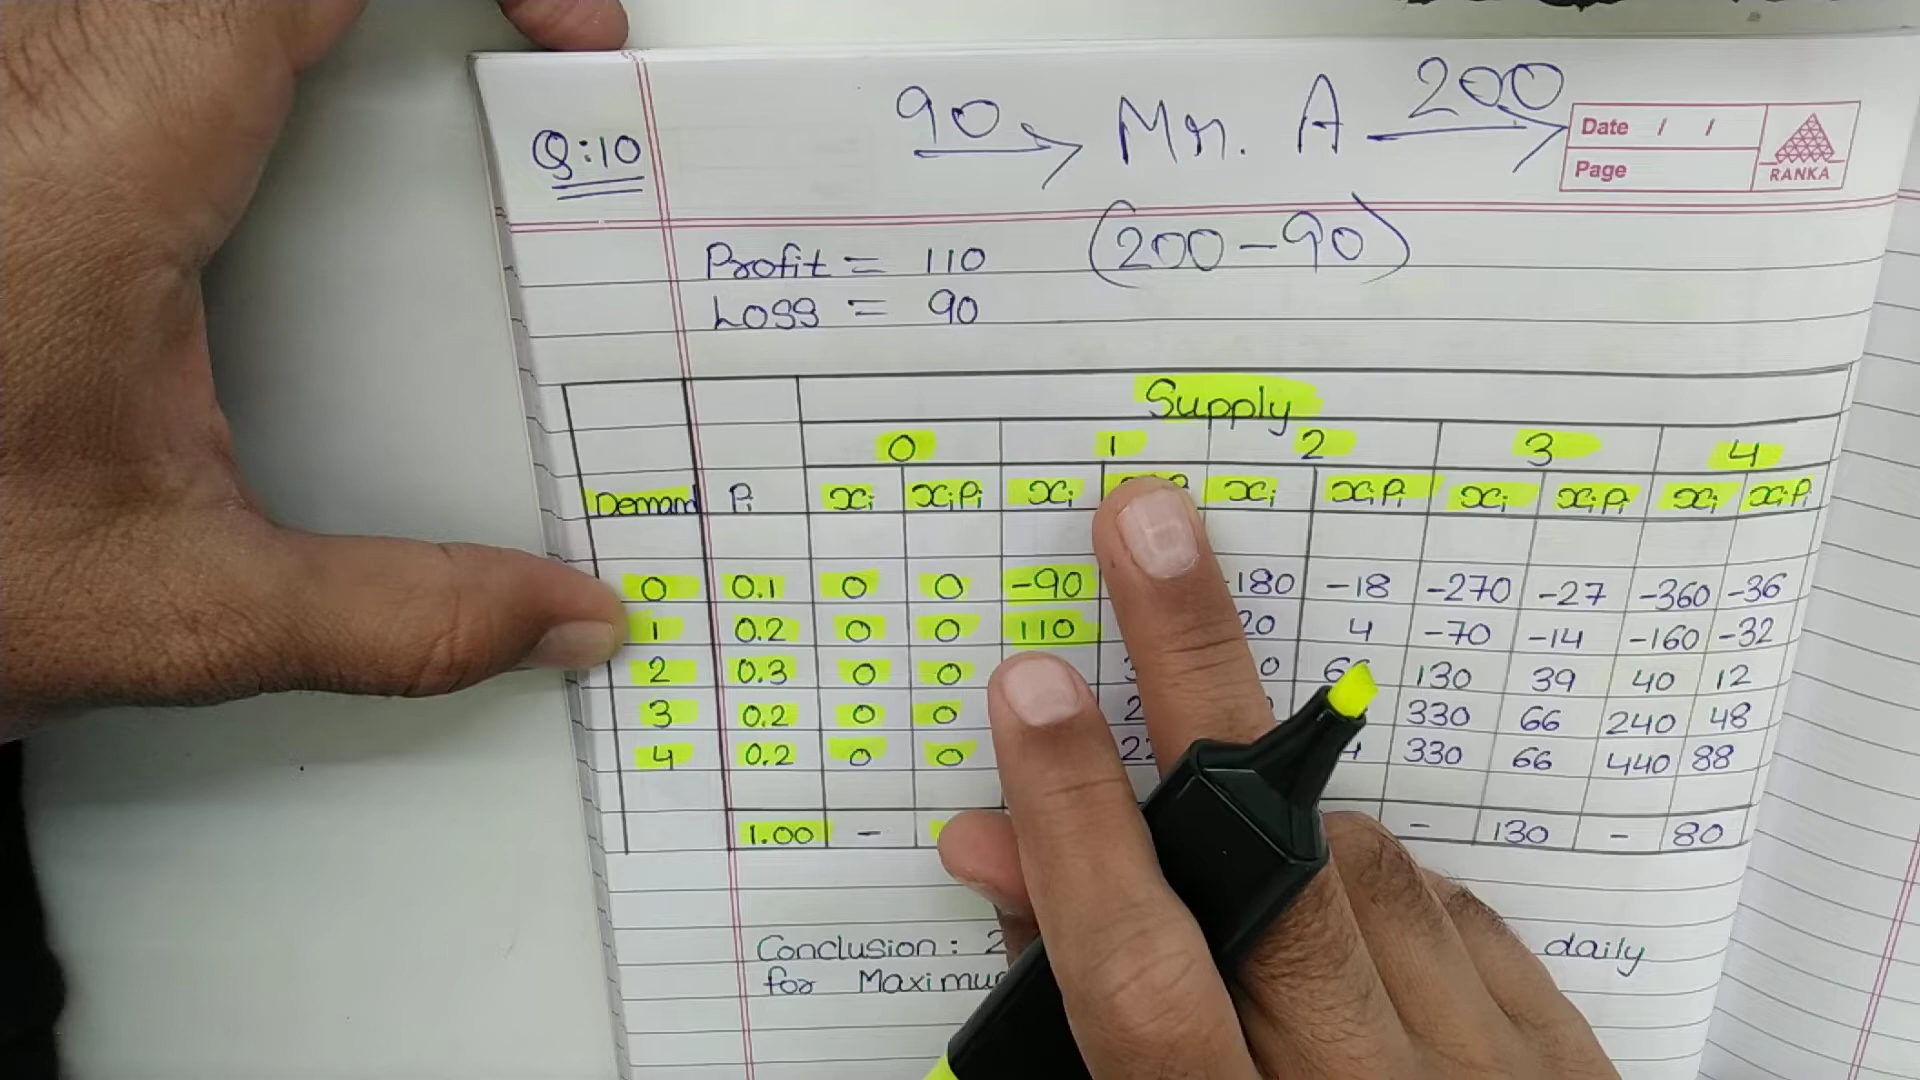 90 → Mr. A 200 →
Q:10
Date / /
Page
RANKA
Profit = 110 (200-90)
Loss = 90
Supply
0 1 2 3 4
Demand Pi xi xiPi xi xi xiPi xi xiPi xi xiPi
0 0.1 0 0 -90 -180 -18 -270 -27 -360 -36
1 0.2 0 0 110 20 4 -70 -14 -160 -32
2 0.3 0 0 130 39 40 12
3 0.2 0 0 330 66 240 48
4 0.2 0 0 330 66 440 88
1.00 - - 130 - 80
Conclusion: 2 daily
for